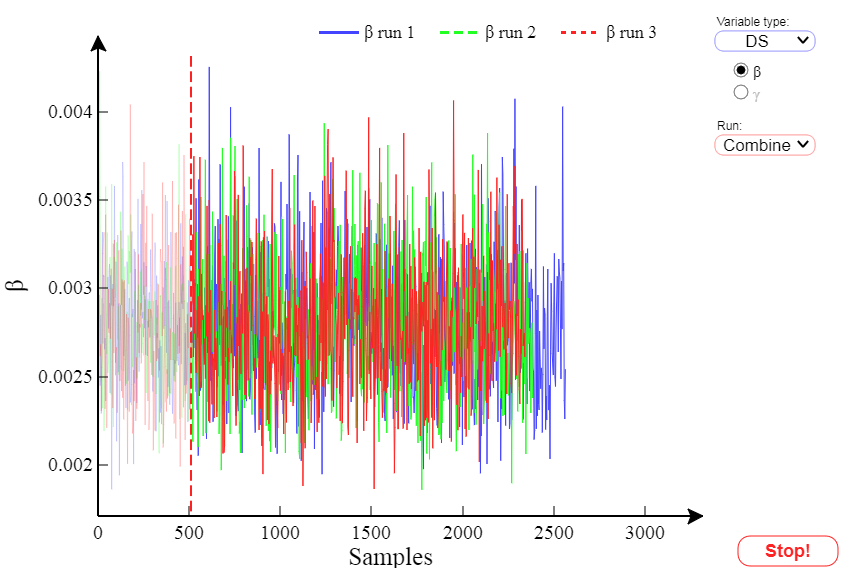 β run 1 β run 2 β run 3
Variable type:
DS
β
γ
Run:
Combine
0.004
0.0035
0.003
0.0025
0.002
β
0 500 1000 1500 2000 2500 3000
Samples
Stop!